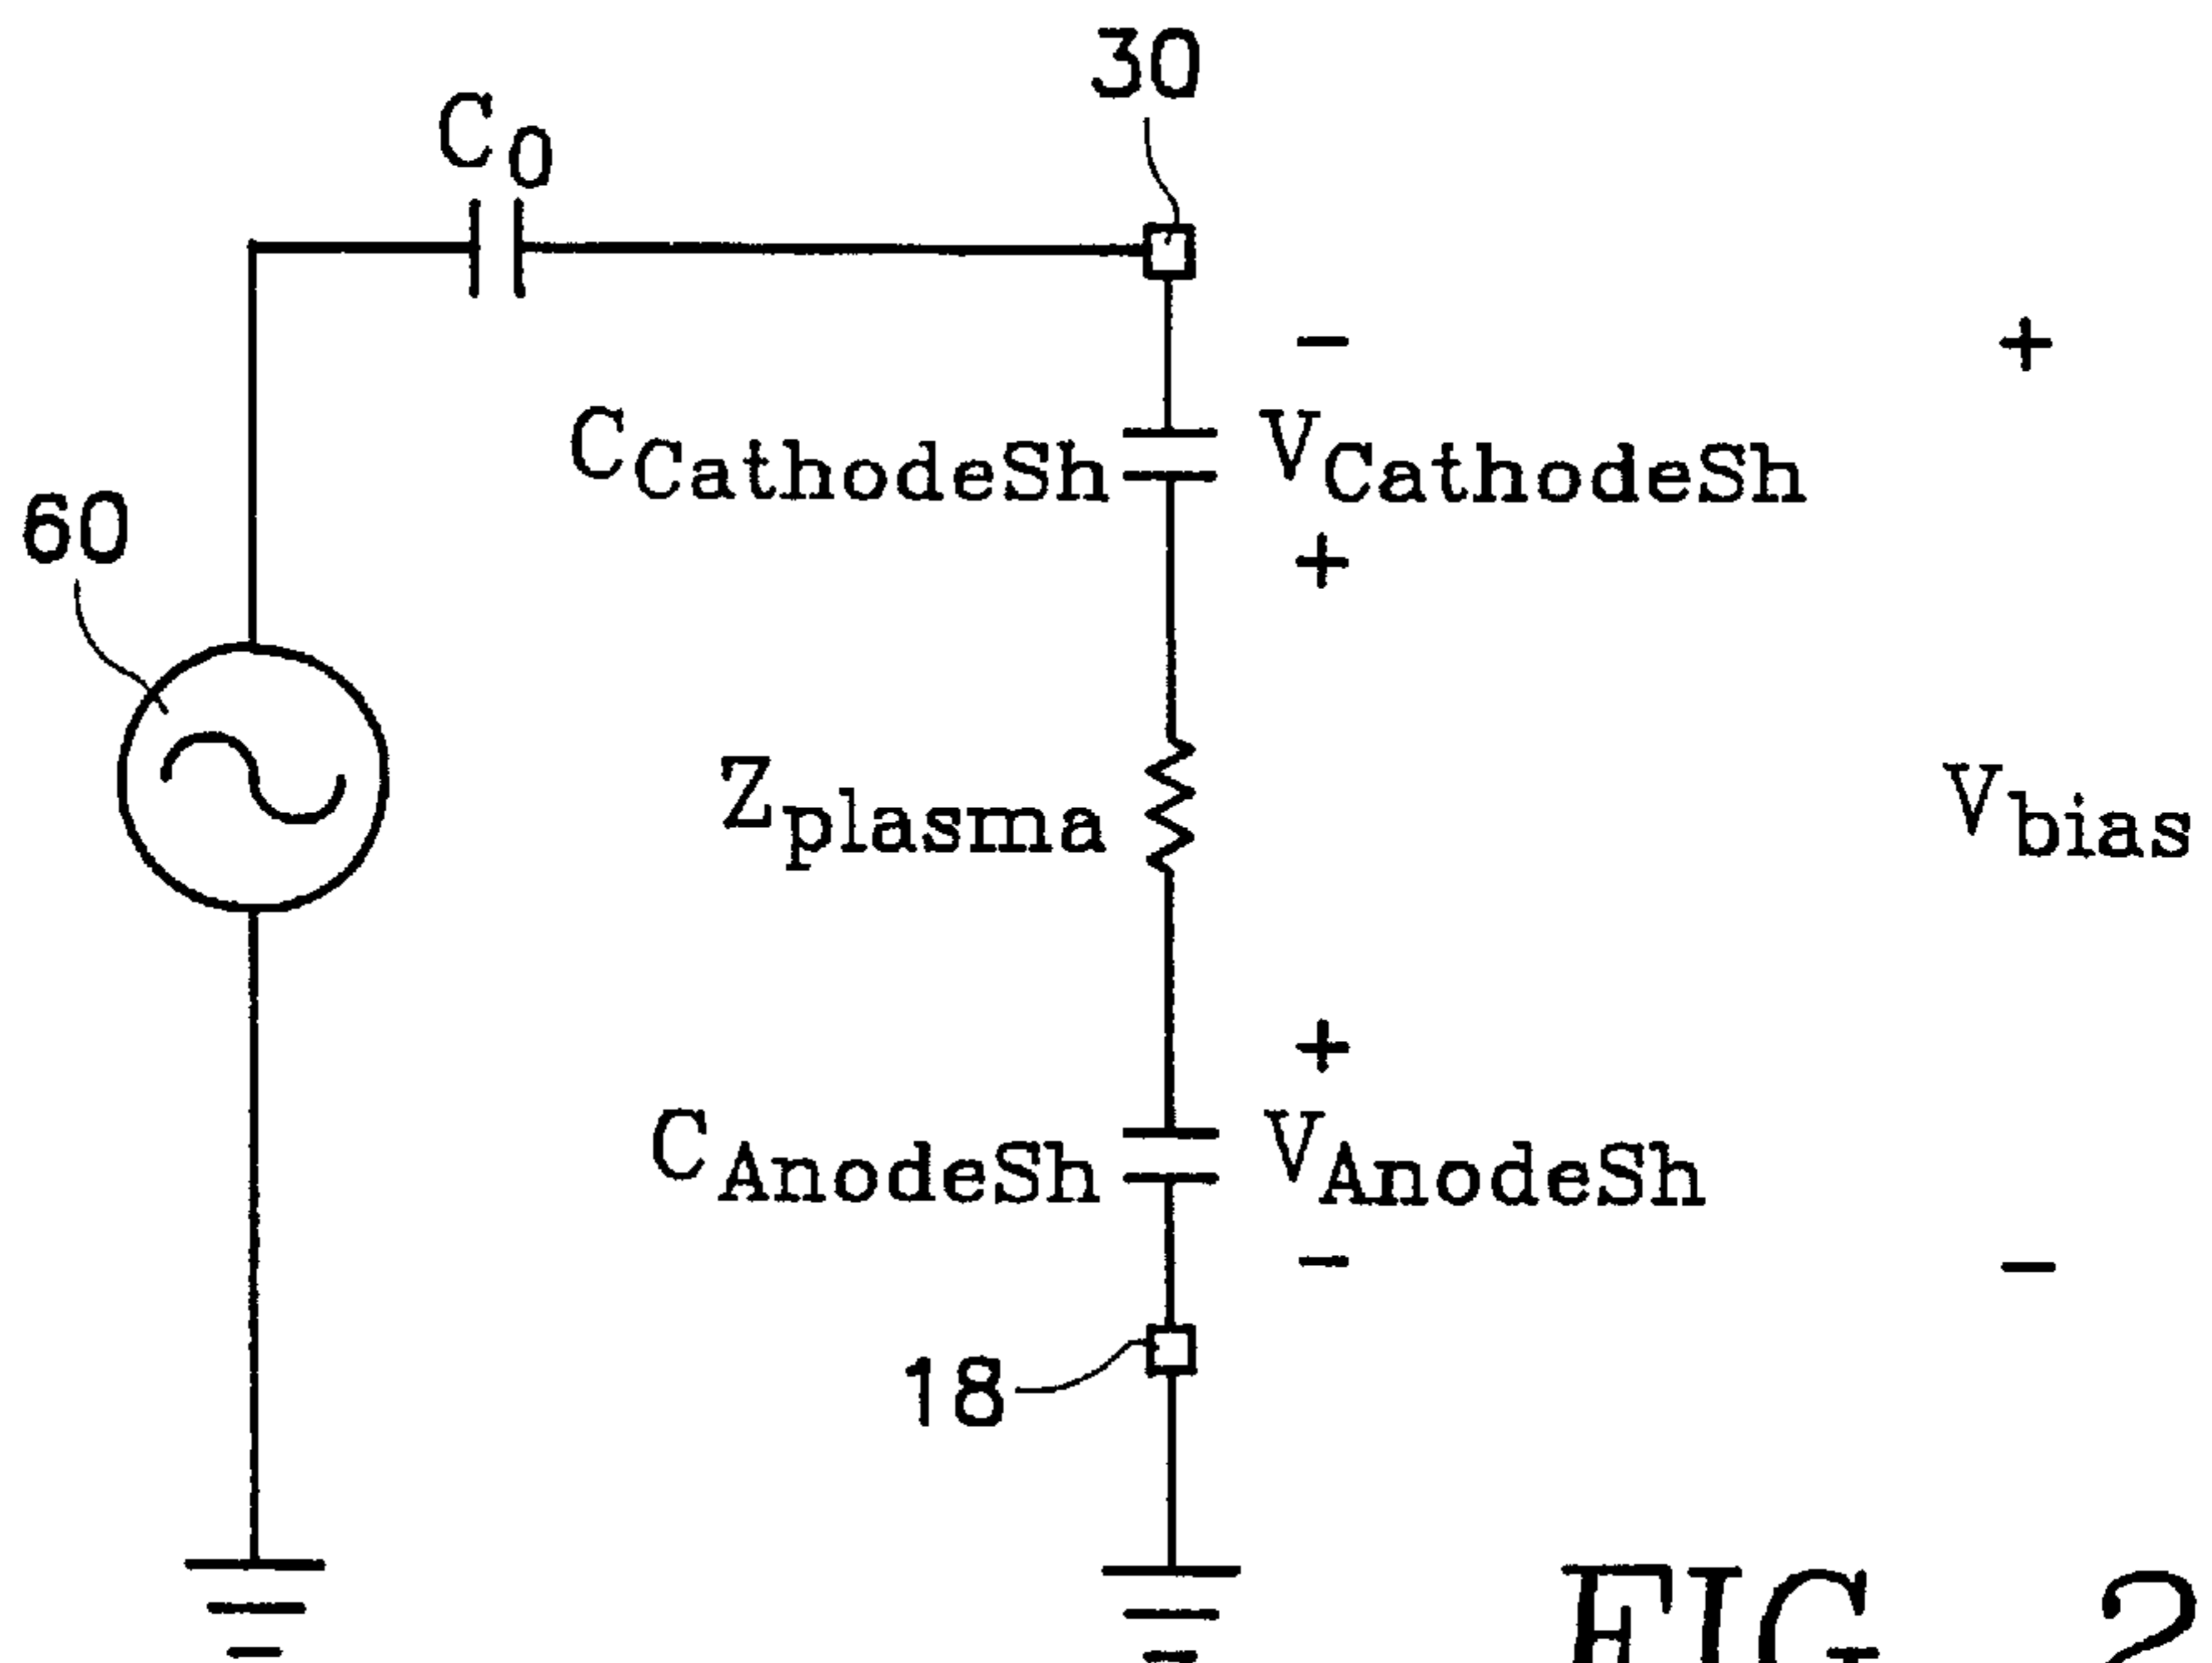 30
C0
-
+
CCathodeSh
VCathodeSh
60
+
Zplasma
Vbias
+
CAnodeSh
VAnodeSh
-
-
18
FIG. 2